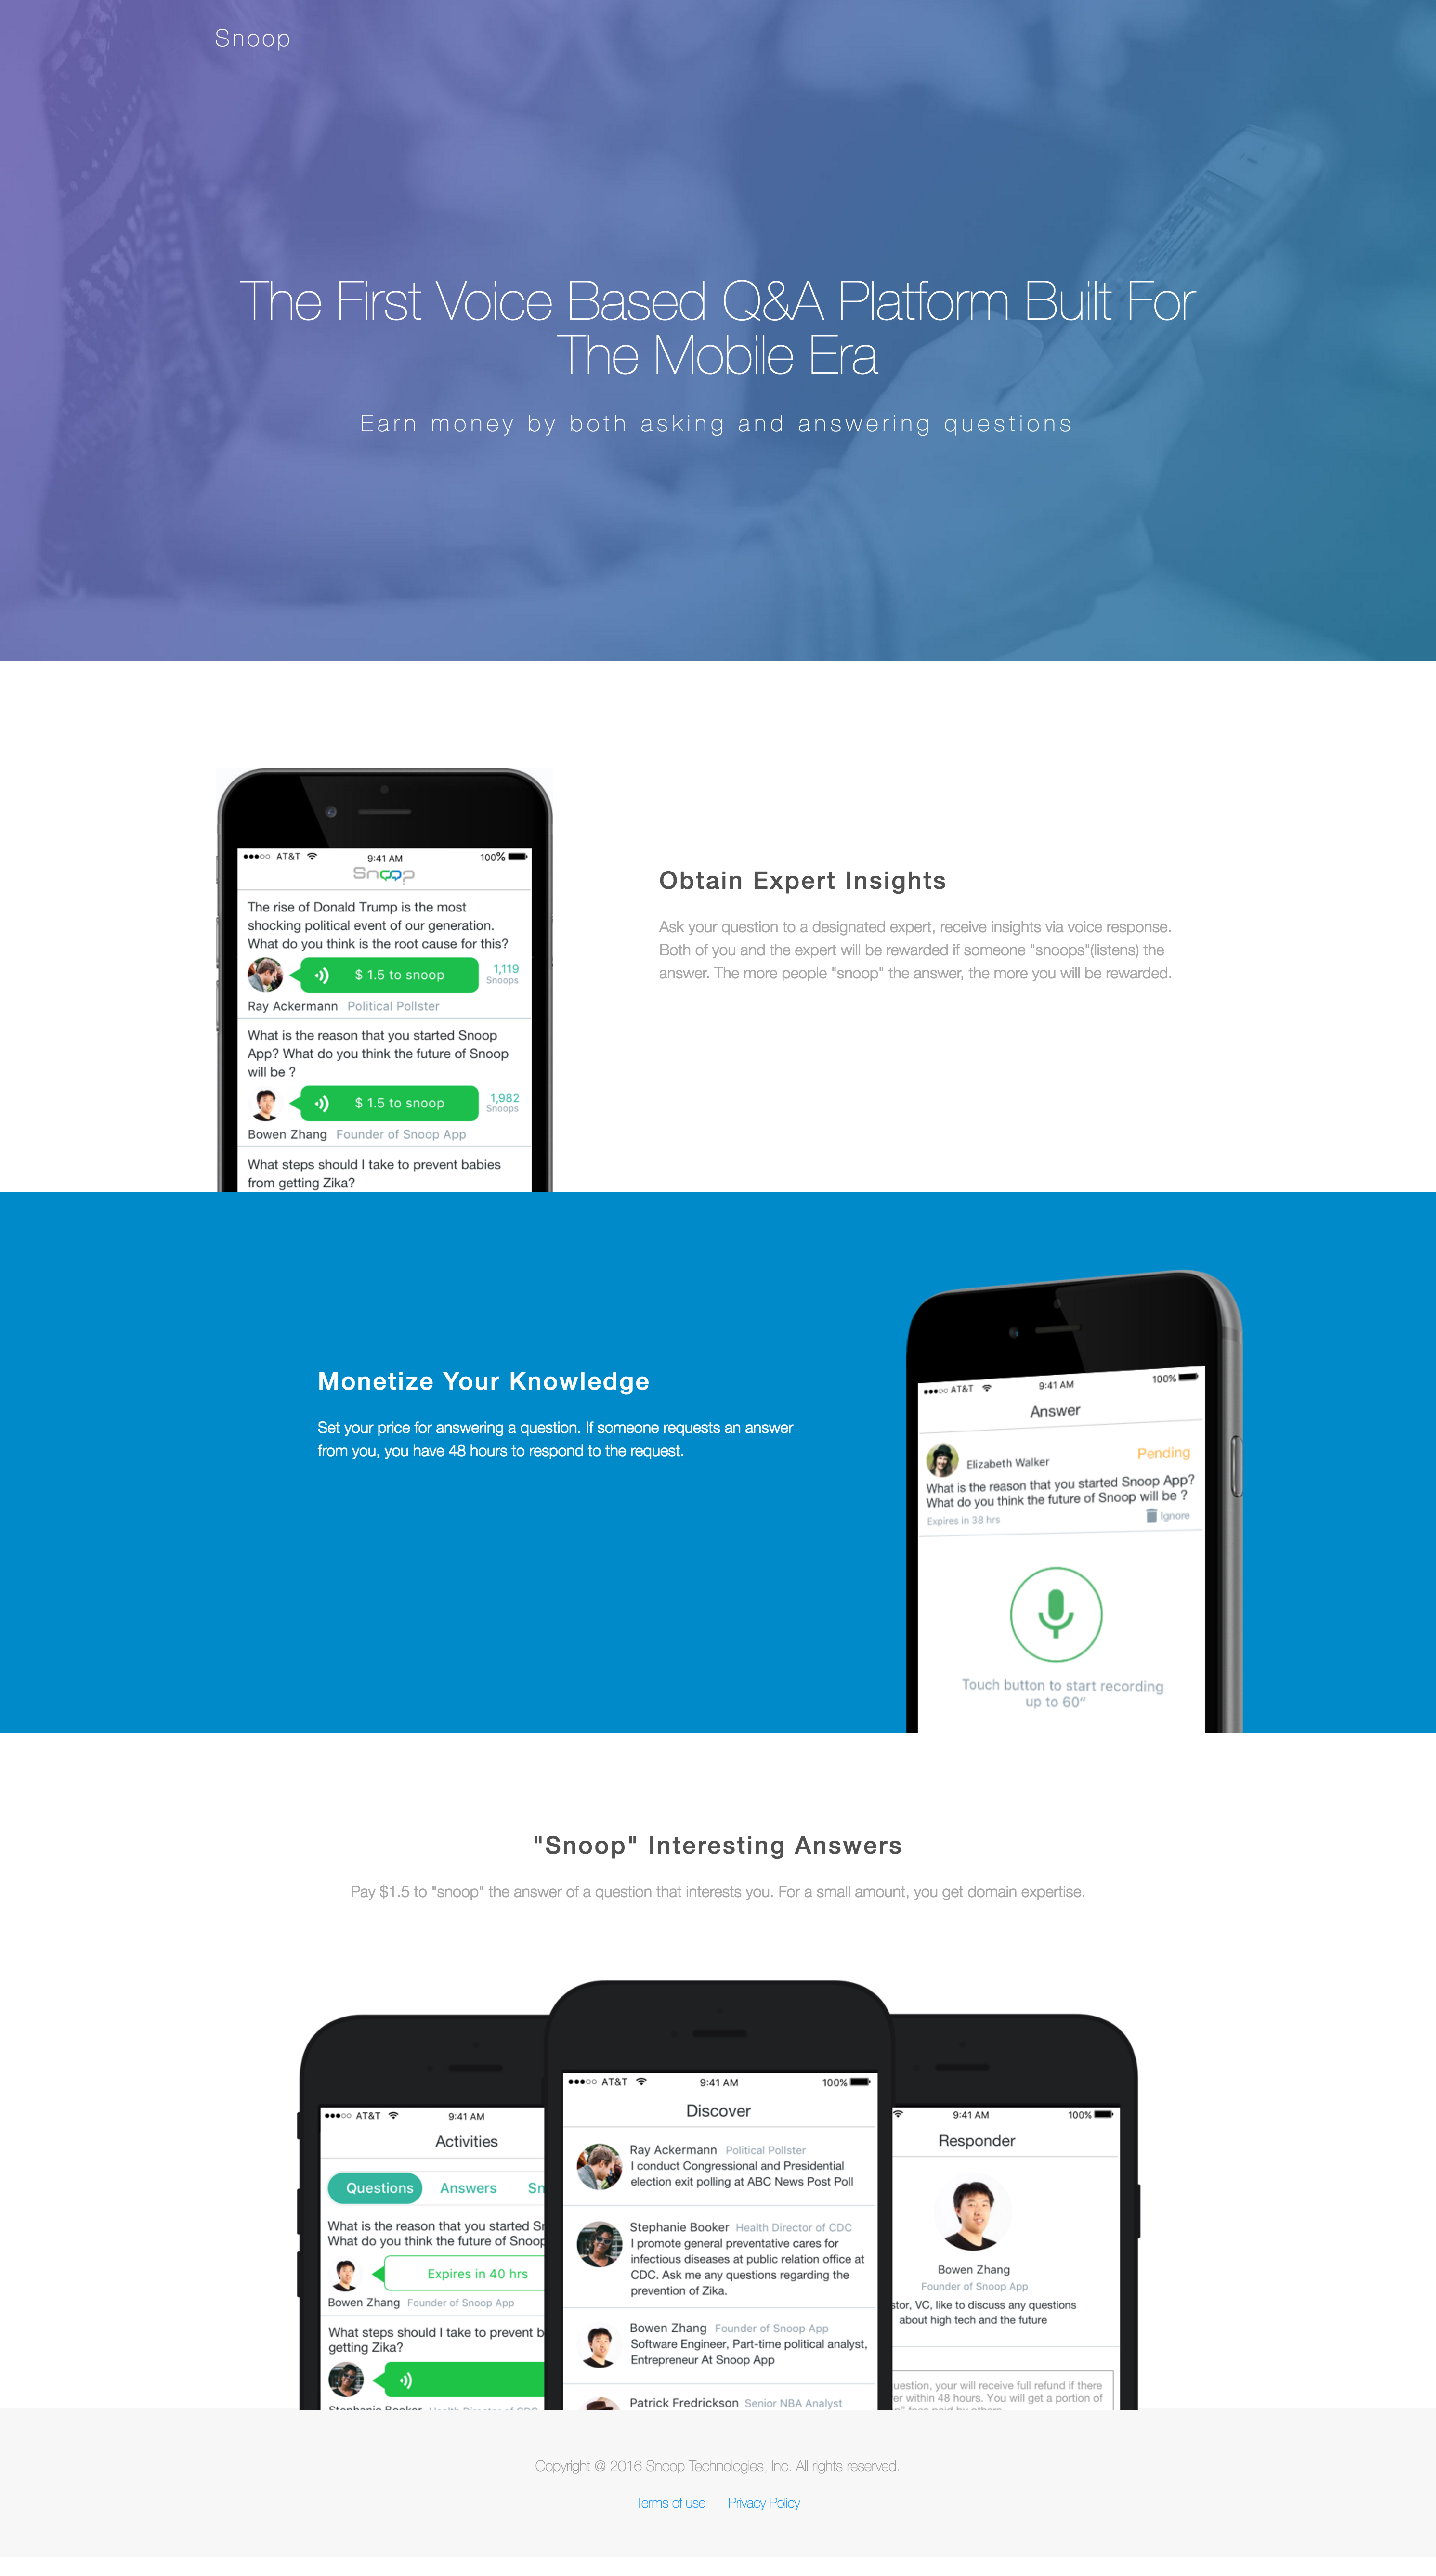 Snoop
The First Voice Based Q&A Platform Built For
The Mobile Era
Earn money by both asking and answering questions
●●●○○ AT&T 9:41 AM 100%
Snoop
The rise of Donald Trump is the most
shocking political event of our generation.
What do you think is the root cause for this?
$ 1.5 to snoop
1,119
Snoops
Ray Ackermann Political Pollster
What is the reason that you started Snoop
App? What do you think the future of Snoop
will be ?
$ 1.5 to snoop
1,982
Snoops
Bowen Zhang Founder of Snoop App
What steps should I take to prevent babies
from getting Zika?
Obtain Expert Insights
Ask your question to a designated expert, receive insights via voice response.
Both of you and the expert will be rewarded if someone "snoops"(listens) the
answer. The more people "snoop" the answer, the more you will be rewarded.
Monetize Your Knowledge
Set your price for answering a question. If someone requests an answer
from you, you have 48 hours to respond to the request.
●●●○○ AT&T 9:41 AM 100%
Answer
Elizabeth Walker Pending
What is the reason that you started Snoop App?
What do you think the future of Snoop will be ?
Expires in 38 hrs Ignore
Touch button to start recording
up to 60"
"Snoop" Interesting Answers
Pay $1.5 to "snoop" the answer of a question that interests you. For a small amount, you get domain expertise.
●●●○○ AT&T 9:41 AM
Activities
Questions Answers Sn
What is the reason that you started Sn
What do you think the future of Snoop
Expires in 40 hrs
Bowen Zhang Founder of Snoop App
What steps should I take to prevent b
getting Zika?
Stephanie Booker Health Director of CDC
●●●○○ AT&T 9:41 AM 100%
Discover
Ray Ackermann Political Pollster
I conduct Congressional and Presidential
election exit polling at ABC News Post Poll
Stephanie Booker Health Director of CDC
I promote general preventative cares for
infectious diseases at public relation office at
CDC. Ask me any questions regarding the
prevention of Zika.
Bowen Zhang Founder of Snoop App
Software Engineer, Part-time political analyst,
Entrepreneur At Snoop App
Patrick Fredrickson Senior NBA Analyst
9:41 AM 100%
Responder
Bowen Zhang
Founder of Snoop App
stor, VC, like to discuss any questions
about high tech and the future
uestion, your will receive full refund if there
er within 48 hours. You will get a portion of
" fees paid by others
Copyright @ 2016 Snoop Technologies, Inc. All rights reserved.
Terms of use Privacy Policy